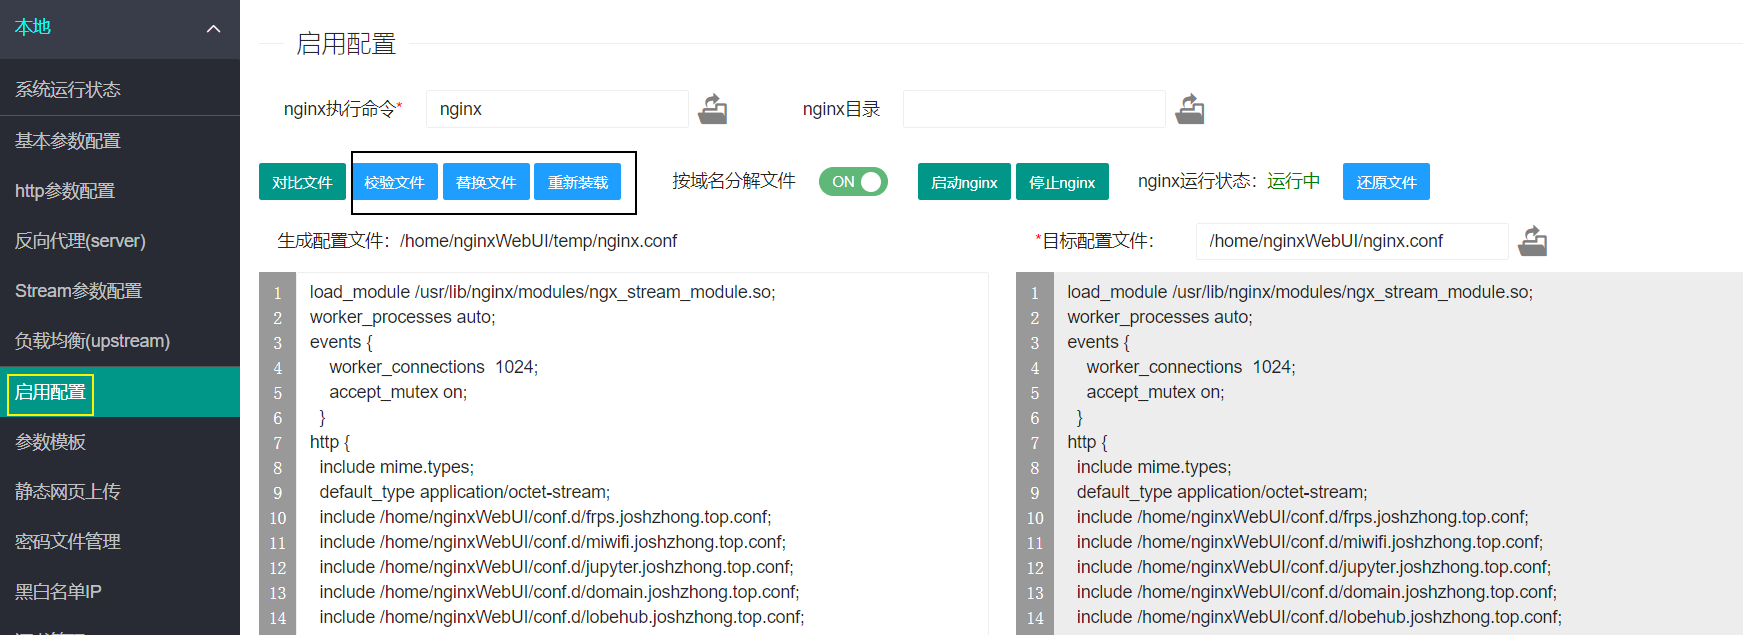 本地
系统运行状态
基本参数配置
http参数配置
反向代理(server)
Stream参数配置
负载均衡(upstream)
启用配置
参数模板
静态网页上传
密码文件管理
黑白名单IP
启用配置
nginx执行命令* nginx nginx目录
对比文件 校验文件 替换文件 重新装载 按域名分解文件 ON 启动nginx 停止nginx nginx运行状态：运行中 还原文件
生成配置文件：/home/nginxWebUI/temp/nginx.conf
1 load_module /usr/lib/nginx/modules/ngx_stream_module.so;
2 worker_processes auto;
3 events {
4 worker_connections 1024;
5 accept_mutex on;
6 }
7 http {
8 include mime.types;
9 default_type application/octet-stream;
10 include /home/nginxWebUI/conf.d/frps.joshzhong.top.conf;
11 include /home/nginxWebUI/conf.d/miwifi.joshzhong.top.conf;
12 include /home/nginxWebUI/conf.d/jupyter.joshzhong.top.conf;
13 include /home/nginxWebUI/conf.d/domain.joshzhong.top.conf;
14 include /home/nginxWebUI/conf.d/lobehub.joshzhong.top.conf;
*目标配置文件： /home/nginxWebUI/nginx.conf
1 load_module /usr/lib/nginx/modules/ngx_stream_module.so;
2 worker_processes auto;
3 events {
4 worker_connections 1024;
5 accept_mutex on;
6 }
7 http {
8 include mime.types;
9 default_type application/octet-stream;
10 include /home/nginxWebUI/conf.d/frps.joshzhong.top.conf;
11 include /home/nginxWebUI/conf.d/miwifi.joshzhong.top.conf;
12 include /home/nginxWebUI/conf.d/jupyter.joshzhong.top.conf;
13 include /home/nginxWebUI/conf.d/domain.joshzhong.top.conf;
14 include /home/nginxWebUI/conf.d/lobehub.joshzhong.top.conf;